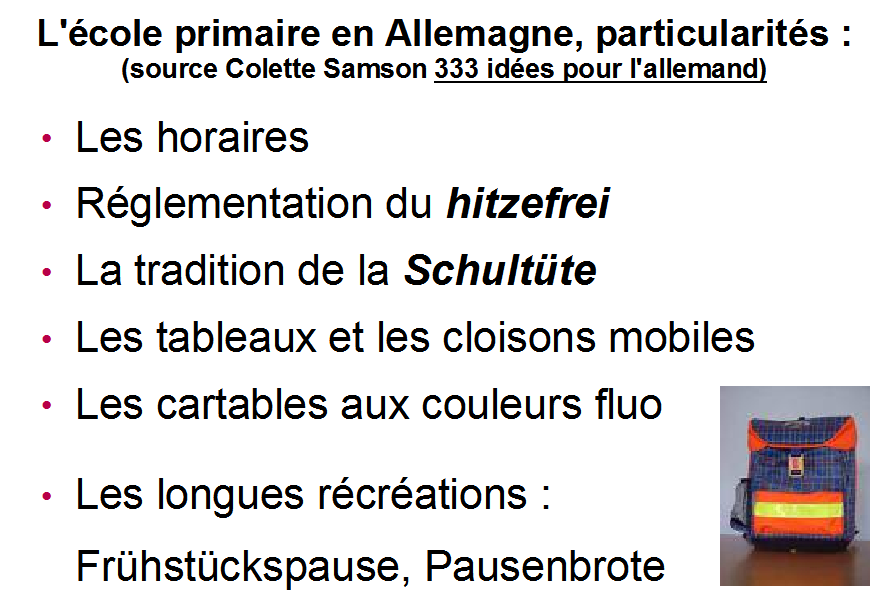 L'école primaire en Allemagne, particularités :
(source Colette Samson 333 idées pour l'allemand)
• Les horaires
• Réglementation du hitzefrei
• La tradition de la Schultüte
• Les tableaux et les cloisons mobiles
• Les cartables aux couleurs fluo
• Les longues récréations :
Frühstückspause, Pausenbrote